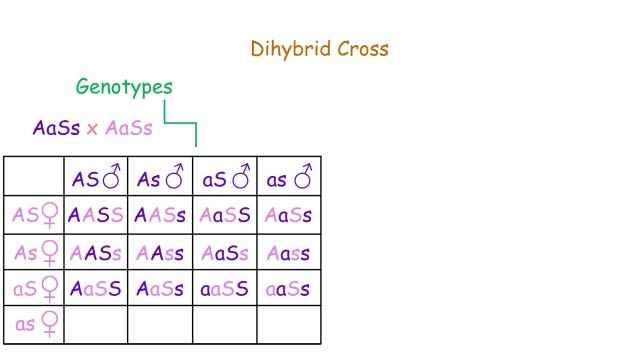 Dihybrid Cross
Genotypes
AaSs x AaSs
AS♂ As♂ aS♂ as♂
AS♀ AASS AASs AaSS AaSs
As♀ AASs AAss AaSs Aass
aS♀ AaSS AaSs aaSS aaSs
as♀